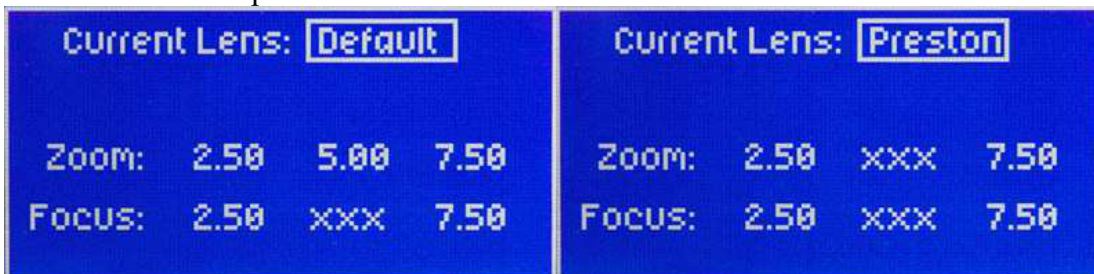 Current Lens: Default
Zoom: 2.50 5.00 7.50
Focus: 2.50 xxx 7.50
Current Lens: Preston
Zoom: 2.50 xxx 7.50
Focus: 2.50 xxx 7.50